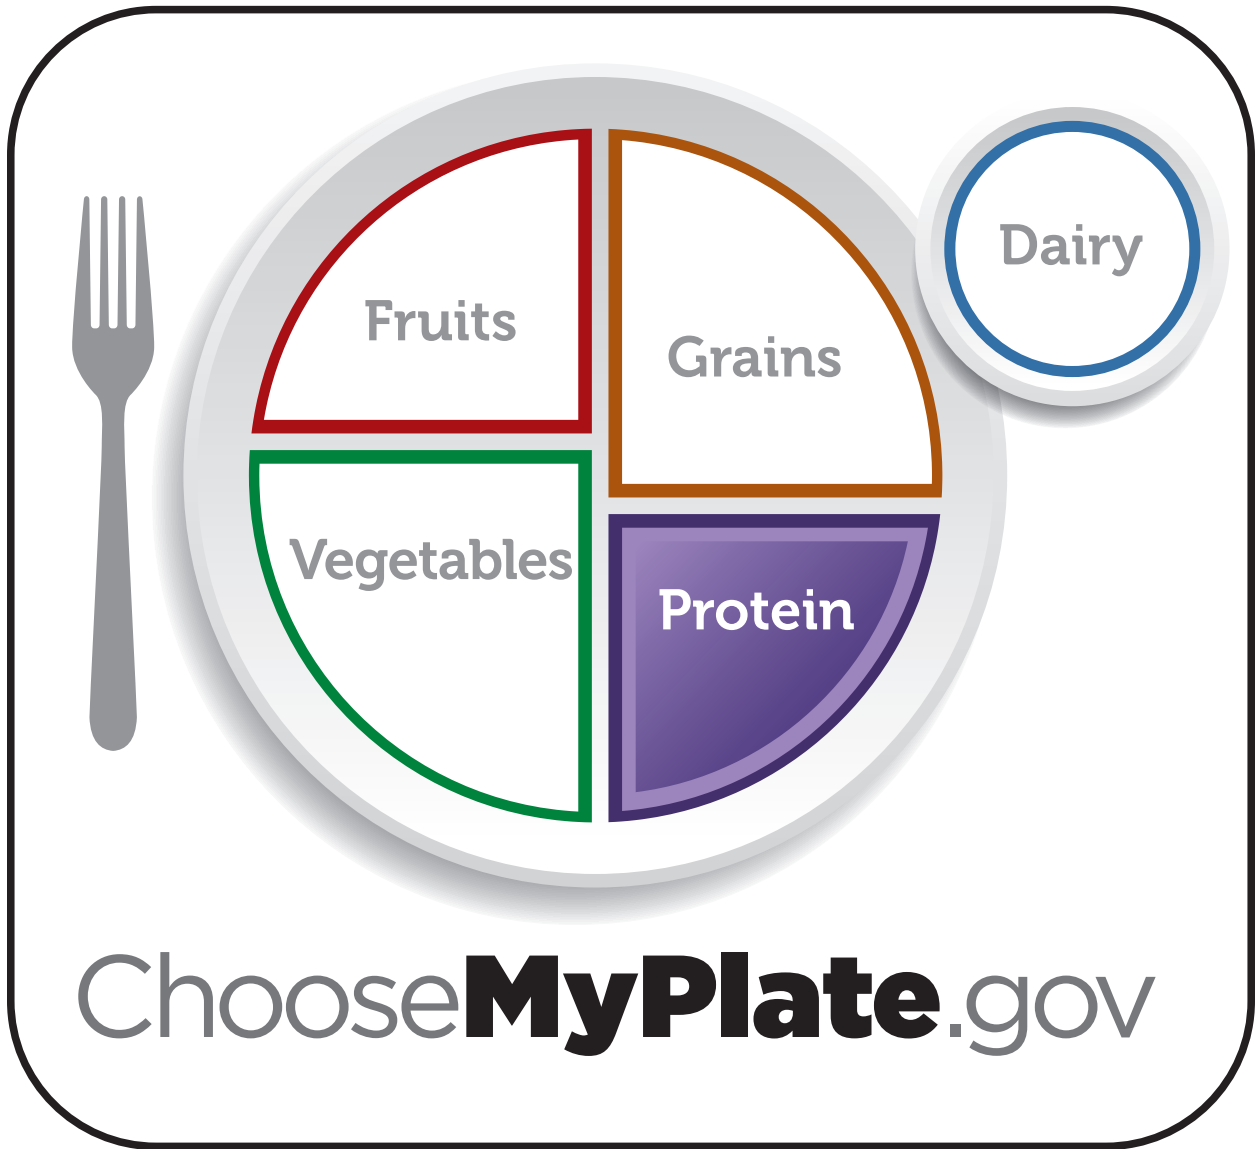 Dairy
Fruits
Grains
Vegetables
Protein
ChooseMyPlate.gov